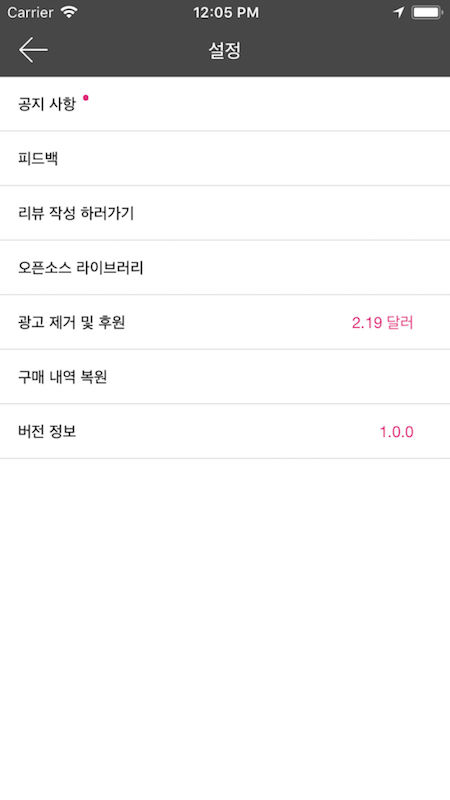 Carrier 12:05 PM
설정
공지 사항
피드백
리뷰 작성 하러가기
오픈소스 라이브러리
광고 제거 및 후원 2.19 달러
구매 내역 복원
버전 정보 1.0.0